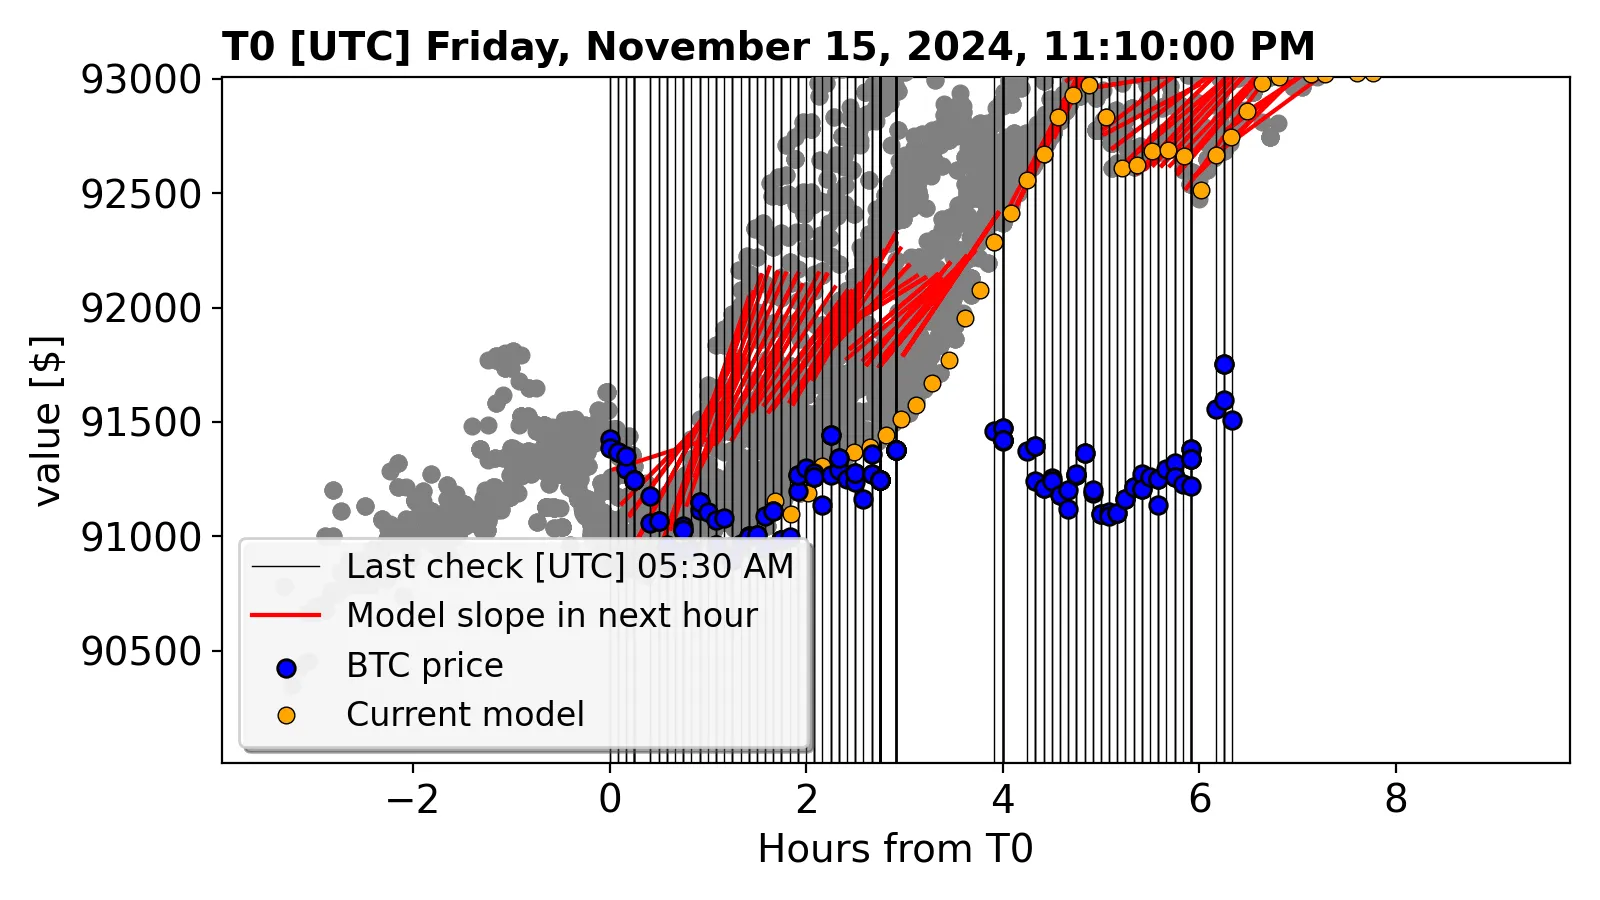 T0 [UTC] Friday, November 15, 2024, 11:10:00 PM
93000
92500
92000
91500
91000
90500
value [$]
Last check [UTC] 05:30 AM
Model slope in next hour
BTC price
Current model
−2 0 2 4 6 8
Hours from T0